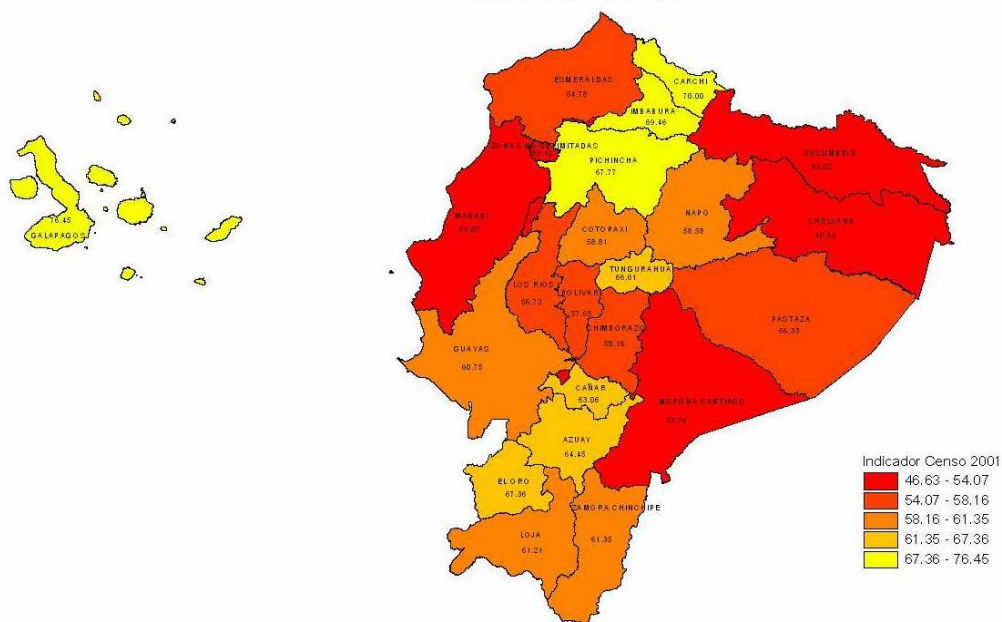 ESMERALDAS
54.78
CARCHI
70.00
IMBABURA
69.46
PICHINCHA
67.77
MANABI
54.07
76.45
GALAPAGOS
COTOPAXI
58.81
NAPO
58.98
ORELLANA
TUNGURAHUA
66.61
LOS RIOS
56.73
BOLIVAR
57.65
CHIMBORAZO
58.16
PASTAZA
56.33
GUAYAS
CAÑAR
63.06
MORONA SANTIAGO
AZUAY
64.45
EL ORO
67.36
ZAMORA CHINCHIPE
61.35
LOJA
61.21
Indicador Censo 2001
46.63 - 54.07
54.07 - 58.16
58.16 - 61.35
61.35 - 67.36
67.36 - 76.45